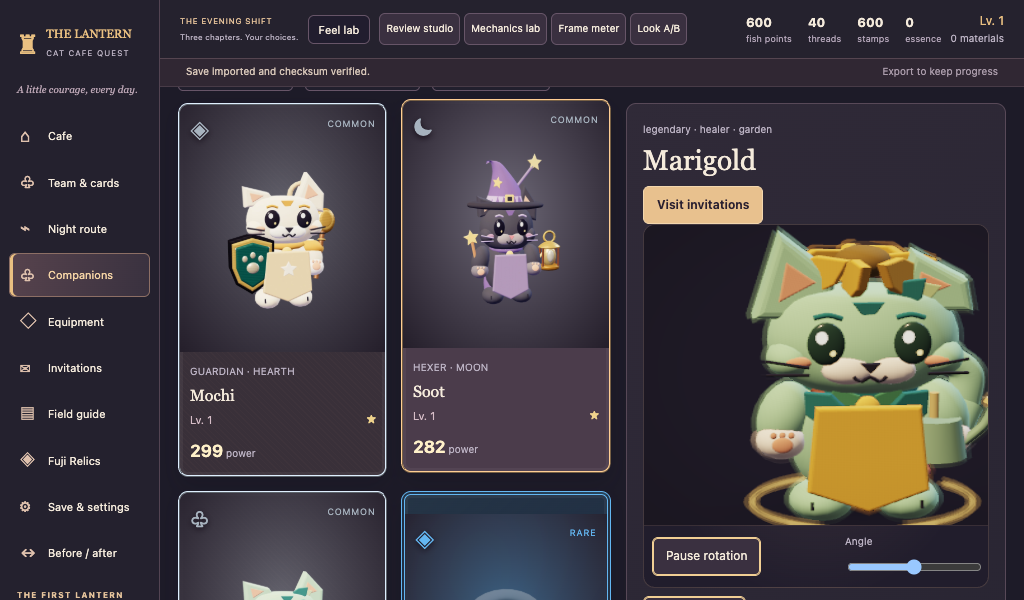 THE LANTERN
CAT CAFE QUEST
A little courage, every day.
Cafe
Team & cards
Night route
Companions
Equipment
Invitations
Field guide
Fuji Relics
Save & settings
Before / after
THE FIRST LANTERN
THE EVENING SHIFT
Three chapters. Your choices.
Feel lab
Review studio
Mechanics lab
Frame meter
Look A/B
600
fish points
40
threads
600
stamps
0
essence
Lv. 1
0 materials
Save imported and checksum verified.
Export to keep progress
COMMON
GUARDIAN · HEARTH
Mochi
Lv. 1
299 power
COMMON
HEXER · MOON
Soot
Lv. 1
282 power
COMMON
RARE
legendary · healer · garden
Marigold
Visit invitations
Pause rotation
Angle